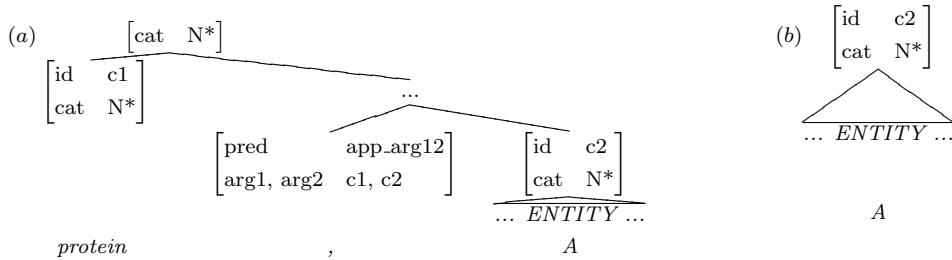 (a) [cat N*]
[id c1
cat N*]
...
[pred app_arg12
arg1, arg2 c1, c2]
[id c2
cat N*]
... ENTITY ...
protein , A
(b) [id c2
cat N*]
... ENTITY ...
A